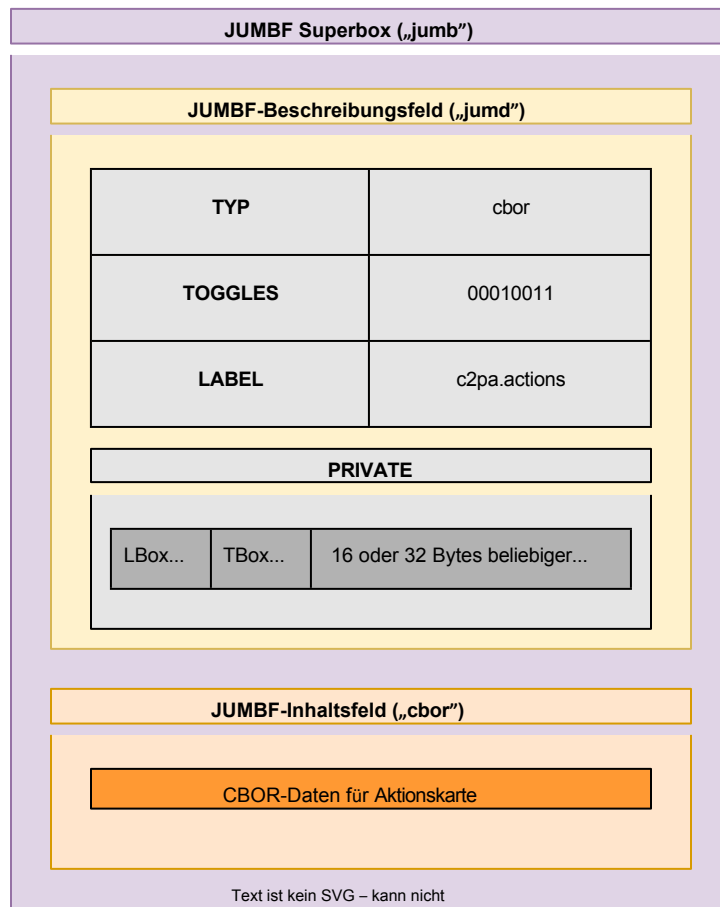 JUMBF Superbox („jumb”)
JUMBF-Beschreibungsfeld („jumd”)
TYP cbor
TOGGLES 00010011
LABEL c2pa.actions
PRIVATE
LBox... TBox... 16 oder 32 Bytes beliebiger...
JUMBF-Inhaltsfeld („cbor”)
CBOR-Daten für Aktionskarte
Text ist kein SVG – kann nicht